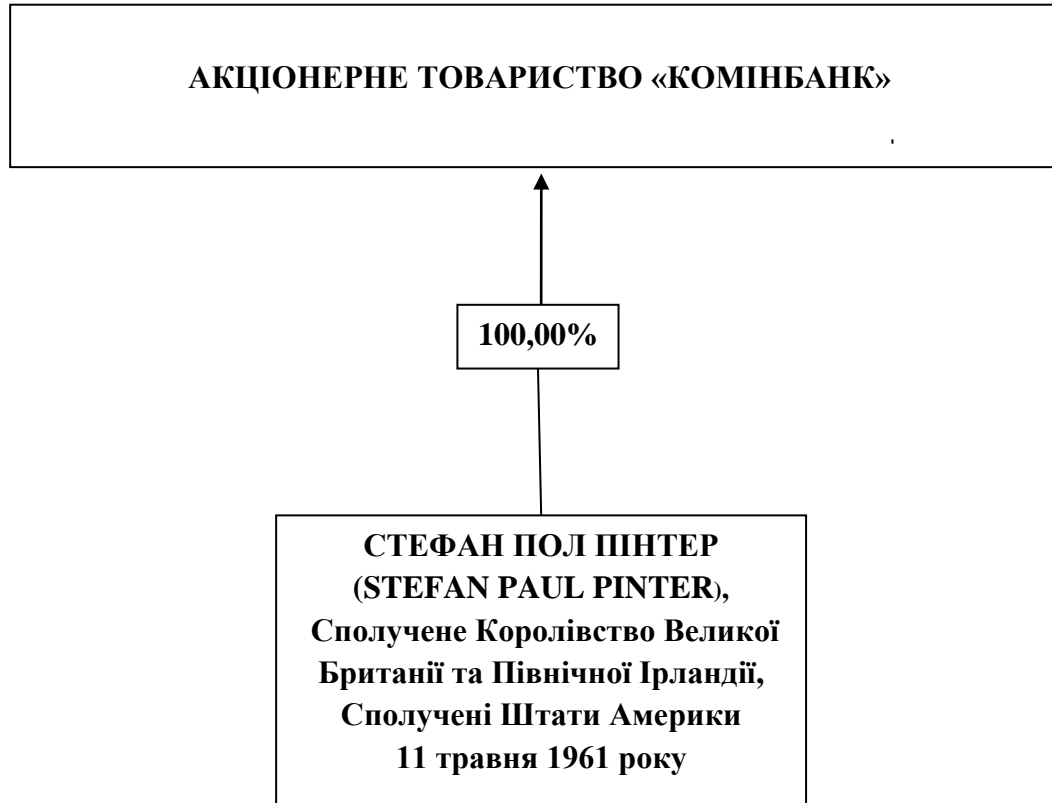 АКЦІОНЕРНЕ ТОВАРИСТВО «КОМІНБАНК»
100,00%
СТЕФАН ПОЛ ПІНТЕР
(STEFAN PAUL PINTER),
Сполучене Королівство Великої
Британії та Північної Ірландії,
Сполучені Штати Америки
11 травня 1961 року